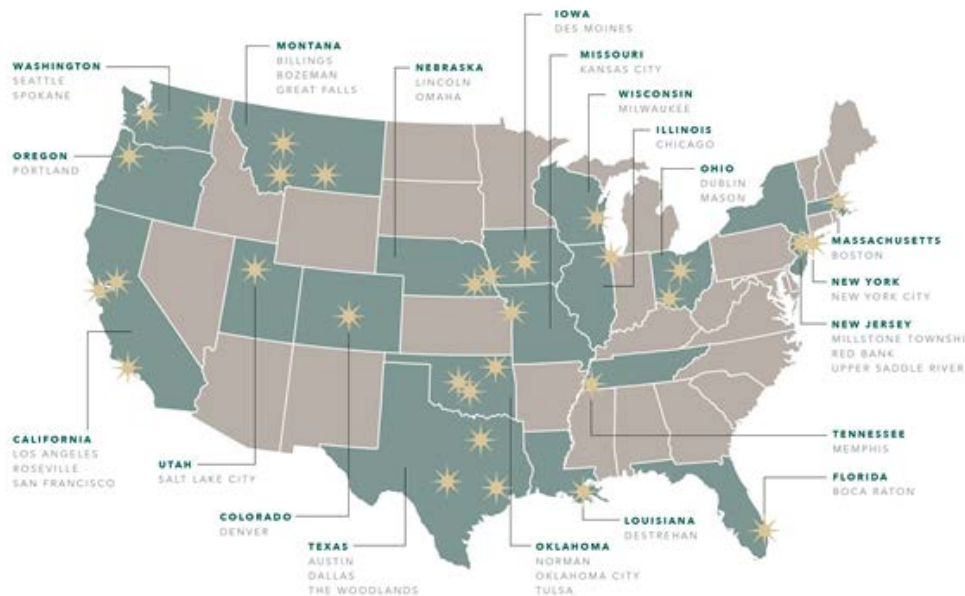 IOWA
DES MOINES
MONTANA
BILLINGS
BOZEMAN
GREAT FALLS
MISSOURI
KANSAS CITY
WASHINGTON
SEATTLE
SPOKANE
NEBRASKA
LINCOLN
OMAHA
WISCONSIN
MILWAUKEE
ILLINOIS
CHICAGO
OREGON
PORTLAND
OHIO
DUBLIN
MASON
MASSACHUSETTS
BOSTON
NEW YORK
NEW YORK CITY
NEW JERSEY
MILLSTONE TOWNSHI
RED BANK
UPPER SADDLE RIVER
CALIFORNIA
LOS ANGELES
ROSEVILLE
SAN FRANCISCO
TENNESSEE
MEMPHIS
UTAH
SALT LAKE CITY
FLORIDA
BOCA RATON
COLORADO
DENVER
LOUISIANA
DESTREHAN
TEXAS
AUSTIN
DALLAS
THE WOODLANDS
OKLAHOMA
NORMAN
OKLAHOMA CITY
TULSA